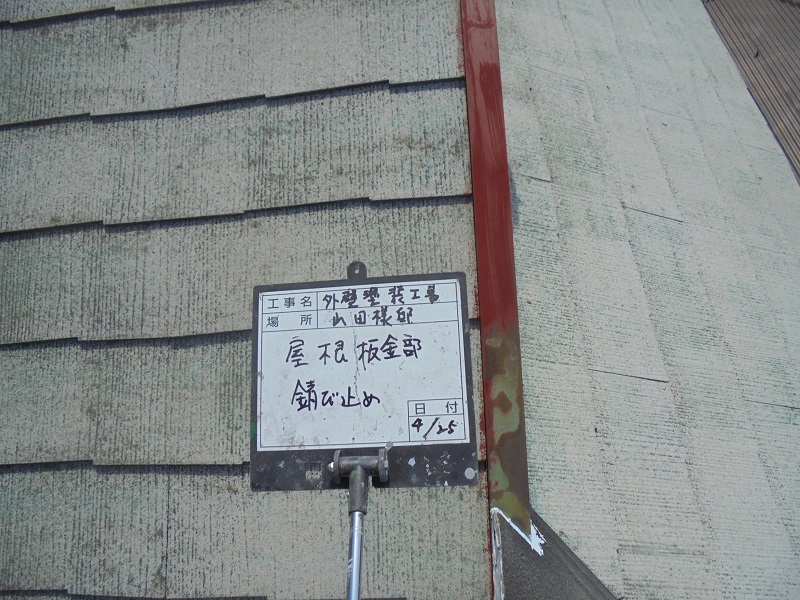 工事名 外壁塗装工事
場所 山田様邸
屋根板金部
錆び止め
日付
4/25